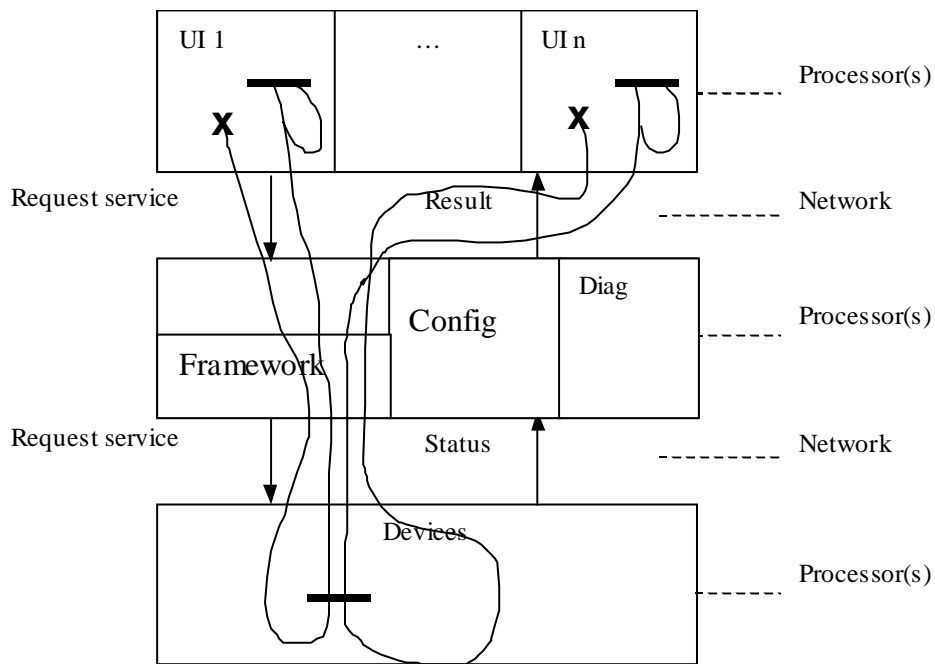 UI 1
…
UI n
Processor(s)
X
X
Request service
Result
Network
Diag
Config
Processor(s)
Framework
Request service
Status
Network
Devices
Processor(s)